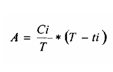 A = Ci/T * (T - ti)